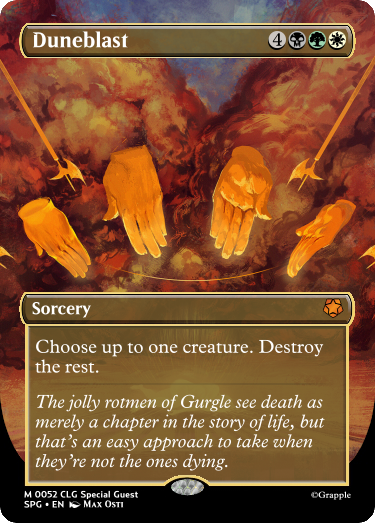 Duneblast 4
Sorcery
Choose up to one creature. Destroy
the rest.
The jolly rotmen of Gurgle see death as
merely a chapter in the story of life, but
that's an easy approach to take when
they're not the ones dying.
M 0052 CLG Special Guest
SPG • EN Max Osti
©Grapple